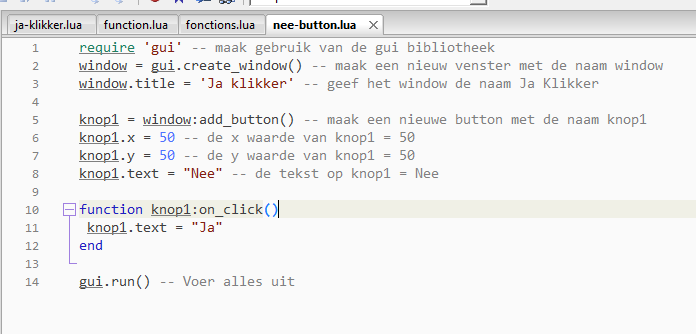 ja-klikker.lua function.lua fonctions.lua nee-button.lua
1 require 'gui' -- maak gebruik van de gui bibliotheek
2 window = gui.create_window() -- maak een nieuw venster met de naam window
3 window.title = 'Ja klikker' -- geef het window de naam Ja Klikker
4
5 knop1 = window:add_button() -- maak een nieuwe button met de naam knop1
6 knop1.x = 50 -- de x waarde van knop1 = 50
7 knop1.y = 50 -- de y waarde van knop1 = 50
8 knop1.text = "Nee" -- de tekst op knop1 = Nee
9
10 function knop1:on_click()
11 knop1.text = "Ja"
12 end
13
14 gui.run() -- Voer alles uit